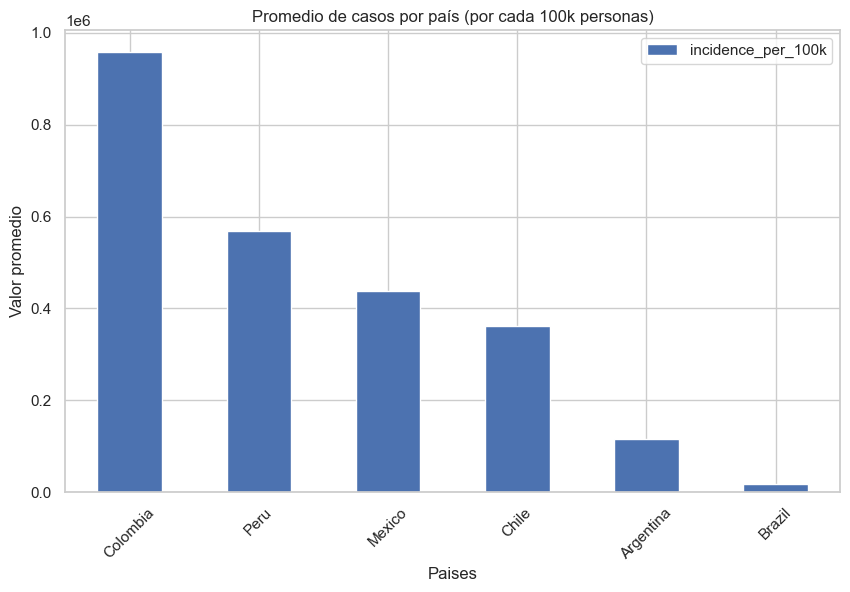 Promedio de casos por país (por cada 100k personas)
1e6
incidence_per_100k
1.0
0.8
0.6
0.4
0.2
0.0
Valor promedio
Colombia
Peru
Mexico
Chile
Argentina
Brazil
Paises